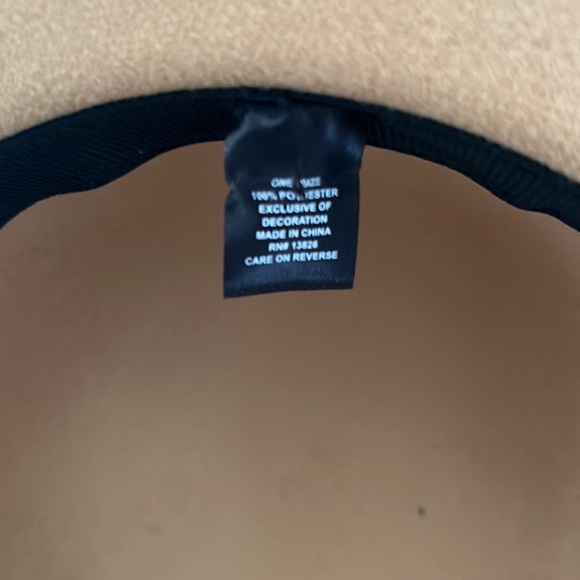 ONE SIZE
100% POLYESTER
EXCLUSIVE OF
DECORATION
MADE IN CHINA
RN# 13826
CARE ON REVERSE